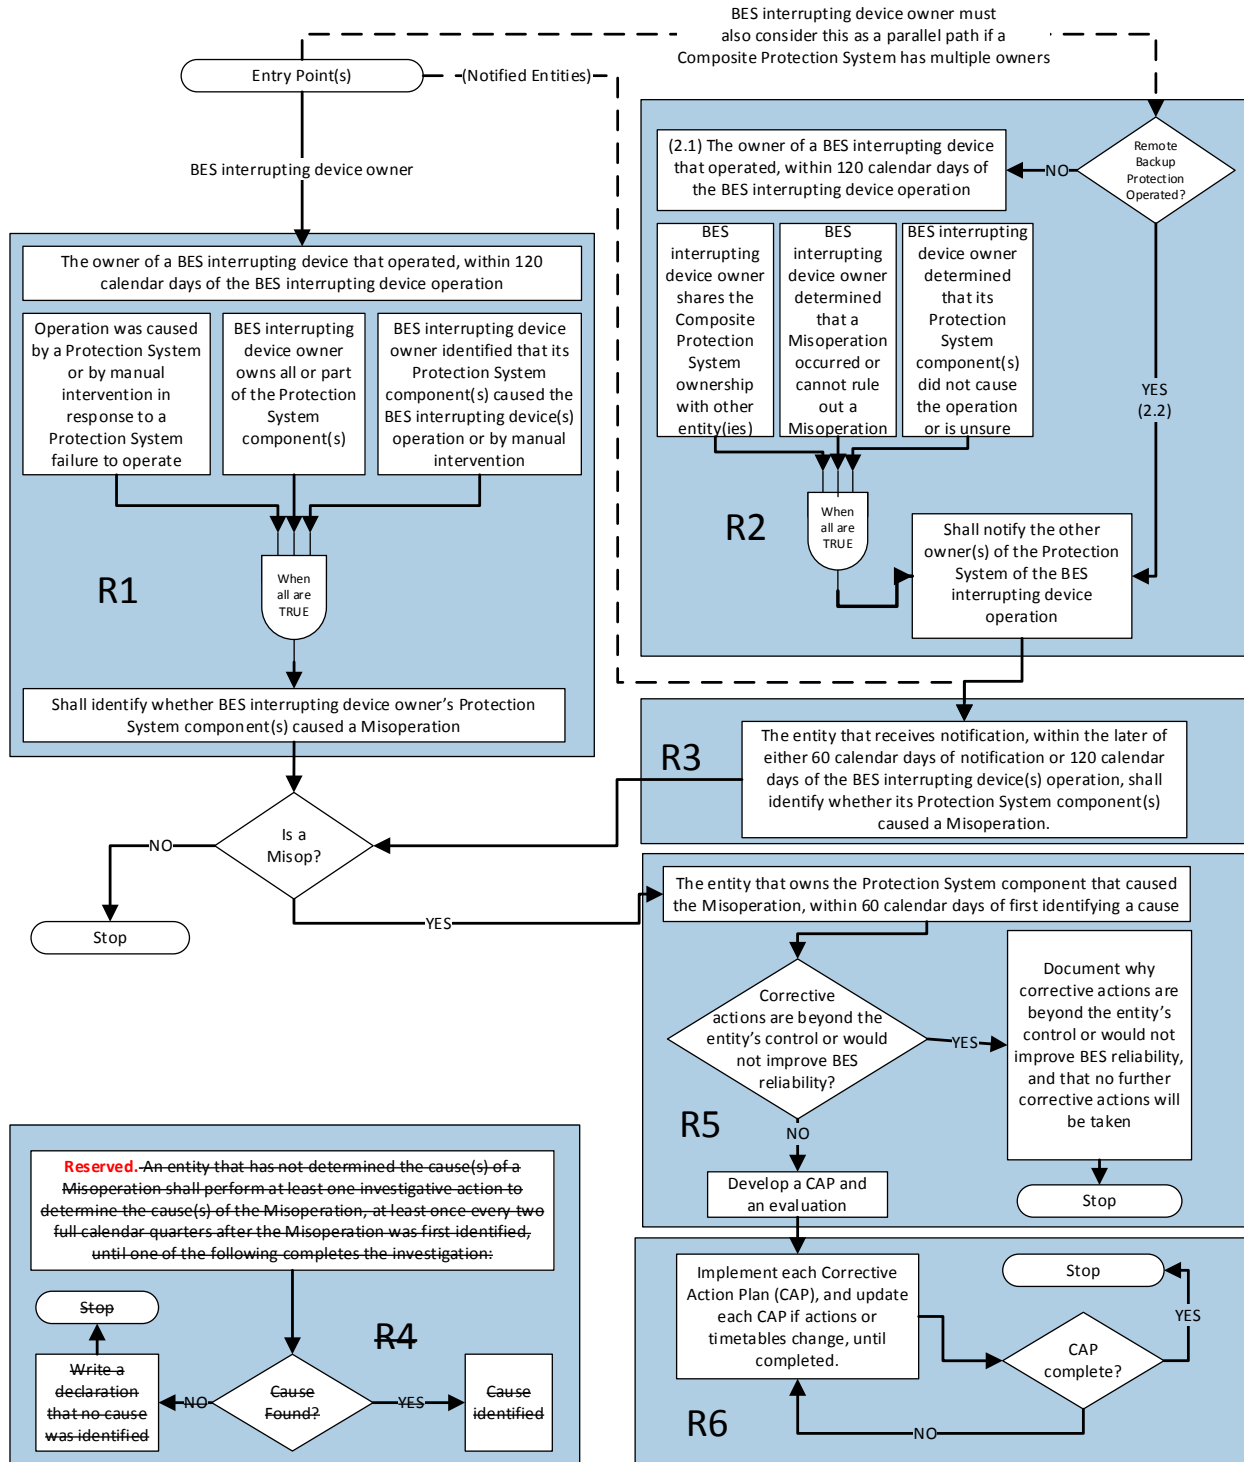 BES interrupting device owner must
also consider this as a parallel path if a
Composite Protection System has multiple owners
Entry Point(s)
(Notified Entities)
BES interrupting device owner
The owner of a BES interrupting device that operated, within 120
calendar days of the BES interrupting device operation
Operation was caused
by a Protection System
or by manual
intervention in
response to a
Protection System
failure to operate
BES interrupting
device owner
owns all or part
of the Protection
System
component(s)
BES interrupting device
owner identified that its
Protection System
component(s) caused the
BES interrupting device(s)
operation or by manual
intervention
When
all are
TRUE
R1
Shall identify whether BES interrupting device owner's Protection
System component(s) caused a Misoperation
Is a
Misop?
NO
Stop
YES
Remote
Backup
Protection
Operated?
NO
(2.1) The owner of a BES interrupting device
that operated, within 120 calendar days of
the BES interrupting device operation
BES
interrupting
device owner
shares the
Composite
Protection
System
ownership
with other
entity(ies)
BES
interrupting
device owner
determined
that a
Misoperation
occurred or
cannot rule
out a
Misoperation
BES interrupting
device owner
determined
that its
Protection
System
component(s)
did not cause
the operation
or is unsure
YES
(2.2)
When
all are
TRUE
R2
Shall notify the other
owner(s) of the Protection
System of the BES
interrupting device
operation
R3
The entity that receives notification, within the later of
either 60 calendar days of notification or 120 calendar
days of the BES interrupting device(s) operation, shall
identify whether its Protection System component(s)
caused a Misoperation.
The entity that owns the Protection System component that caused
the Misoperation, within 60 calendar days of first identifying a cause
Corrective
actions are beyond the
entity's control or would
not improve BES
reliability?
YES
Document why
corrective actions are
beyond the entity's
control or would not
improve BES reliability,
and that no further
corrective actions will
be taken
Stop
R5
NO
Develop a CAP and
an evaluation
Reserved. An entity that has not determined the cause(s) of a
Misoperation shall perform at least one investigative action to
determine the cause(s) of the Misoperation, at least once every two
full calendar quarters after the Misoperation was first identified,
until one of the following completes the investigation:
Stop
R4
Write a
declaration
that no cause
was identified
NO
Cause
Found?
YES
Cause
identified
Implement each Corrective
Action Plan (CAP), and update
each CAP if actions or
timetables change, until
completed.
Stop
YES
CAP
complete?
NO
R6